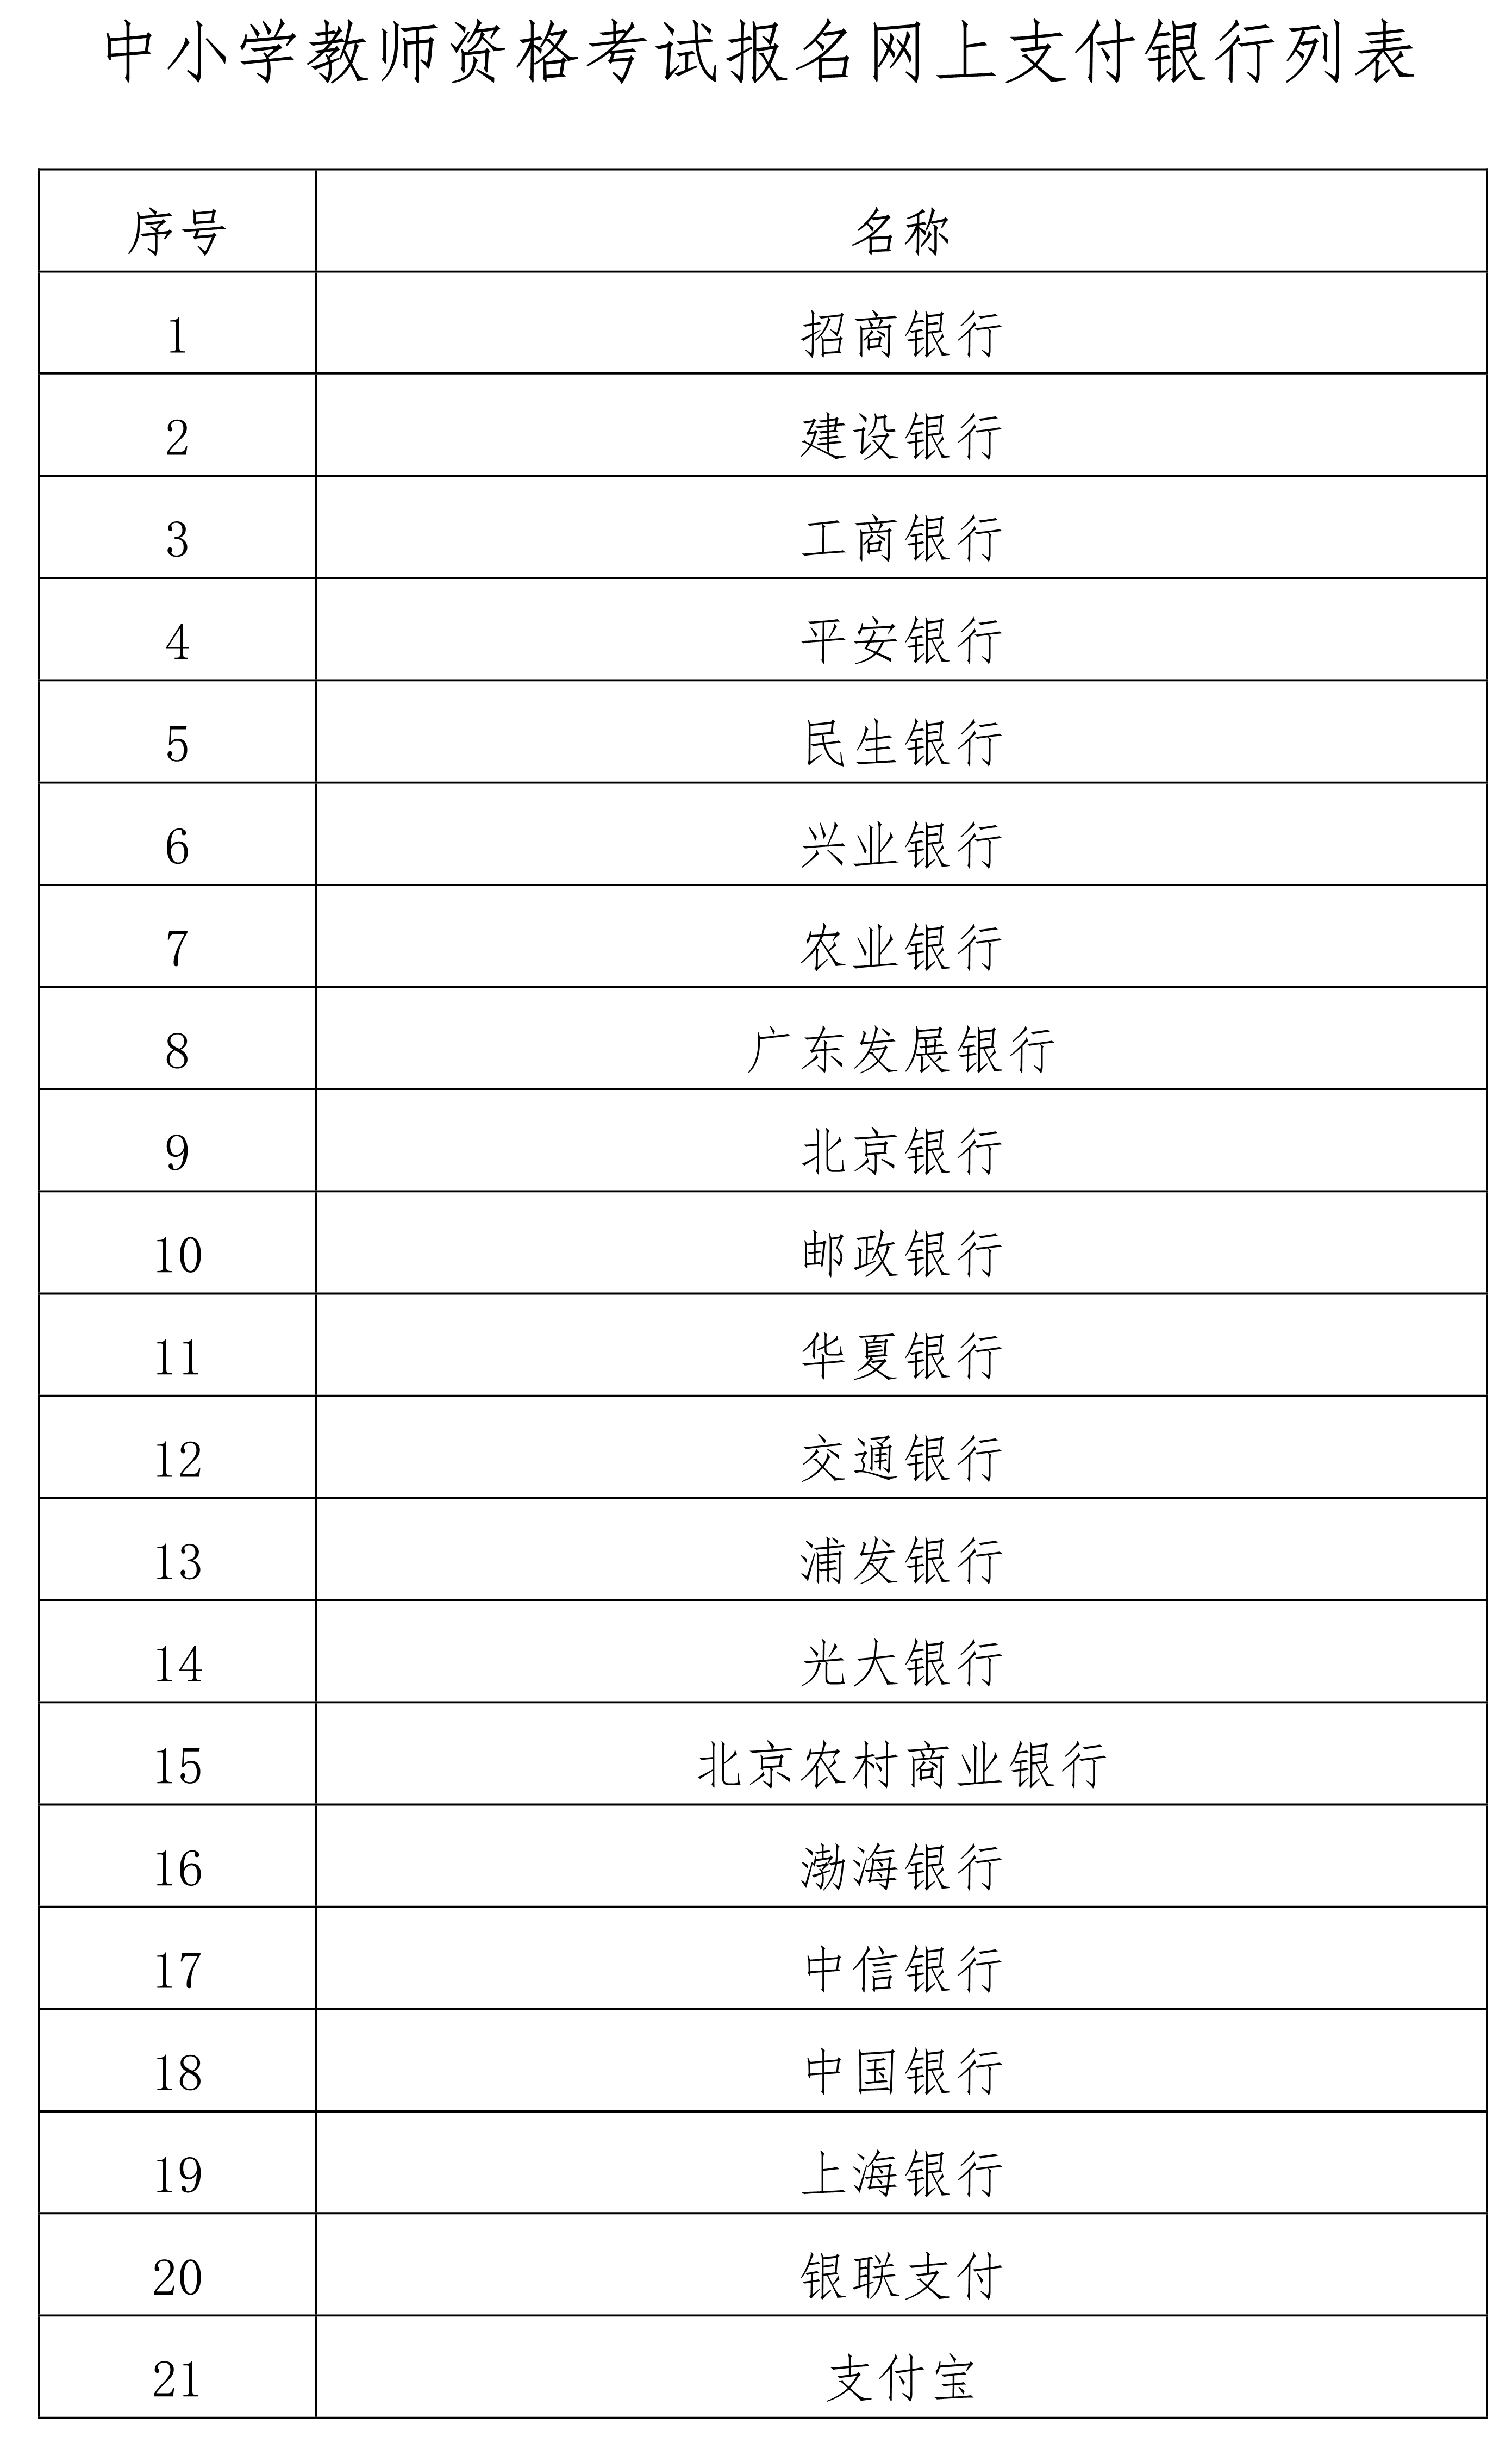 中小学教师资格考试报名网上支付银行列表
序号 名称
1 招商银行
2 建设银行
3 工商银行
4 平安银行
5 民生银行
6 兴业银行
7 农业银行
8 广东发展银行
9 北京银行
10 邮政银行
11 华夏银行
12 交通银行
13 浦发银行
14 光大银行
15 北京农村商业银行
16 渤海银行
17 中信银行
18 中国银行
19 上海银行
20 银联支付
21 支付宝